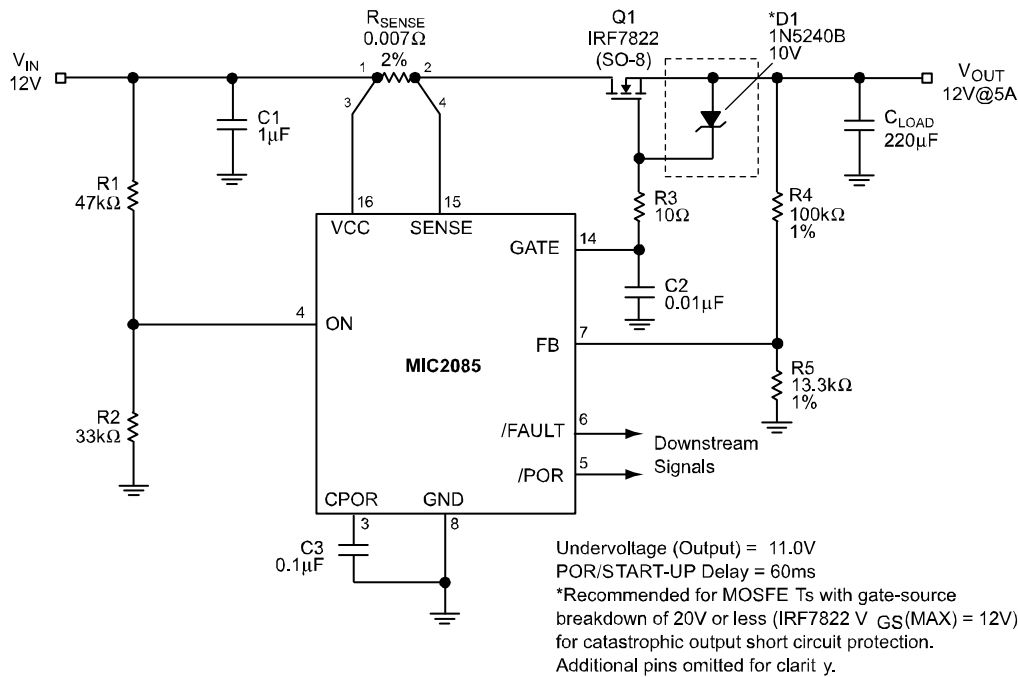 R_SENSE
0.007Ω
2%
Q1
IRF7822
(SO-8)
*D1
1N5240B
10V
V_IN
12V
1
2
3
4
V_OUT
12V@5A
C1
1µF
C_LOAD
220µF
R1
47kΩ
16
15
VCC
SENSE
R3
10Ω
R4
100kΩ
1%
GATE
14
C2
0.01µF
4
ON
7
FB
MIC2085
R5
13.3kΩ
1%
R2
33kΩ
/FAULT
6
/POR
5
Downstream
Signals
CPOR
GND
3
8
C3
0.1µF
Undervoltage (Output) = 11.0V
POR/START-UP Delay = 60ms
*Recommended for MOSFE Ts with gate-source
breakdown of 20V or less (IRF7822 V GS(MAX) = 12V)
for catastrophic output short circuit protection.
Additional pins omitted for clarit y.